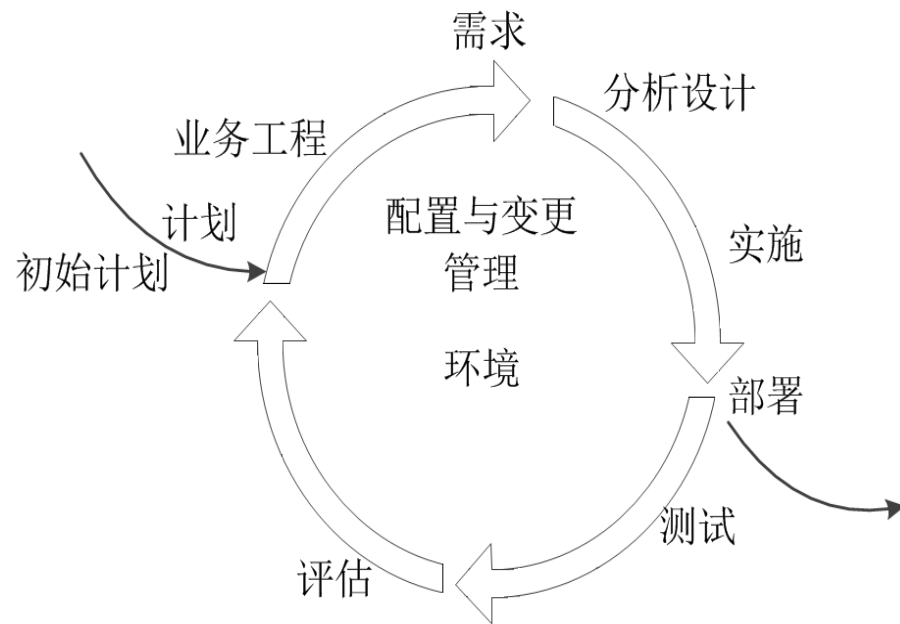 需求
分析设计
业务工程
计划
初始计划
配置与变更
管理
实施
环境
部署
测试
评估